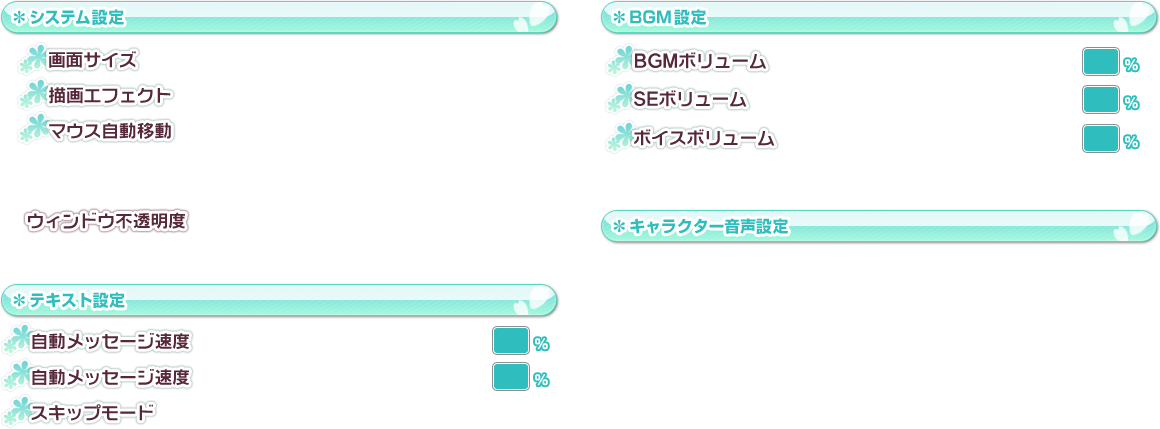 ＊システム設定
画面サイズ
描画エフェクト
マウス自動移動
ウィンドウ不透明度
＊テキスト設定
自動メッセージ速度 %
自動メッセージ速度 %
スキップモード
＊BGM設定
BGMボリューム %
SEボリューム %
ボイスボリューム %
＊キャラクター音声設定